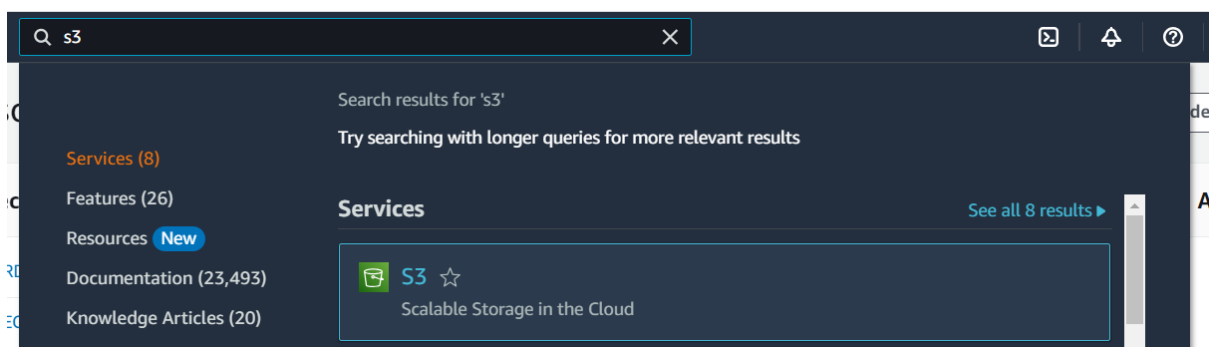 s3
Search results for 's3'
Try searching with longer queries for more relevant results
Services (8)
Features (26)
Resources New
Documentation (23,493)
Knowledge Articles (20)
Services
See all 8 results
S3
Scalable Storage in the Cloud